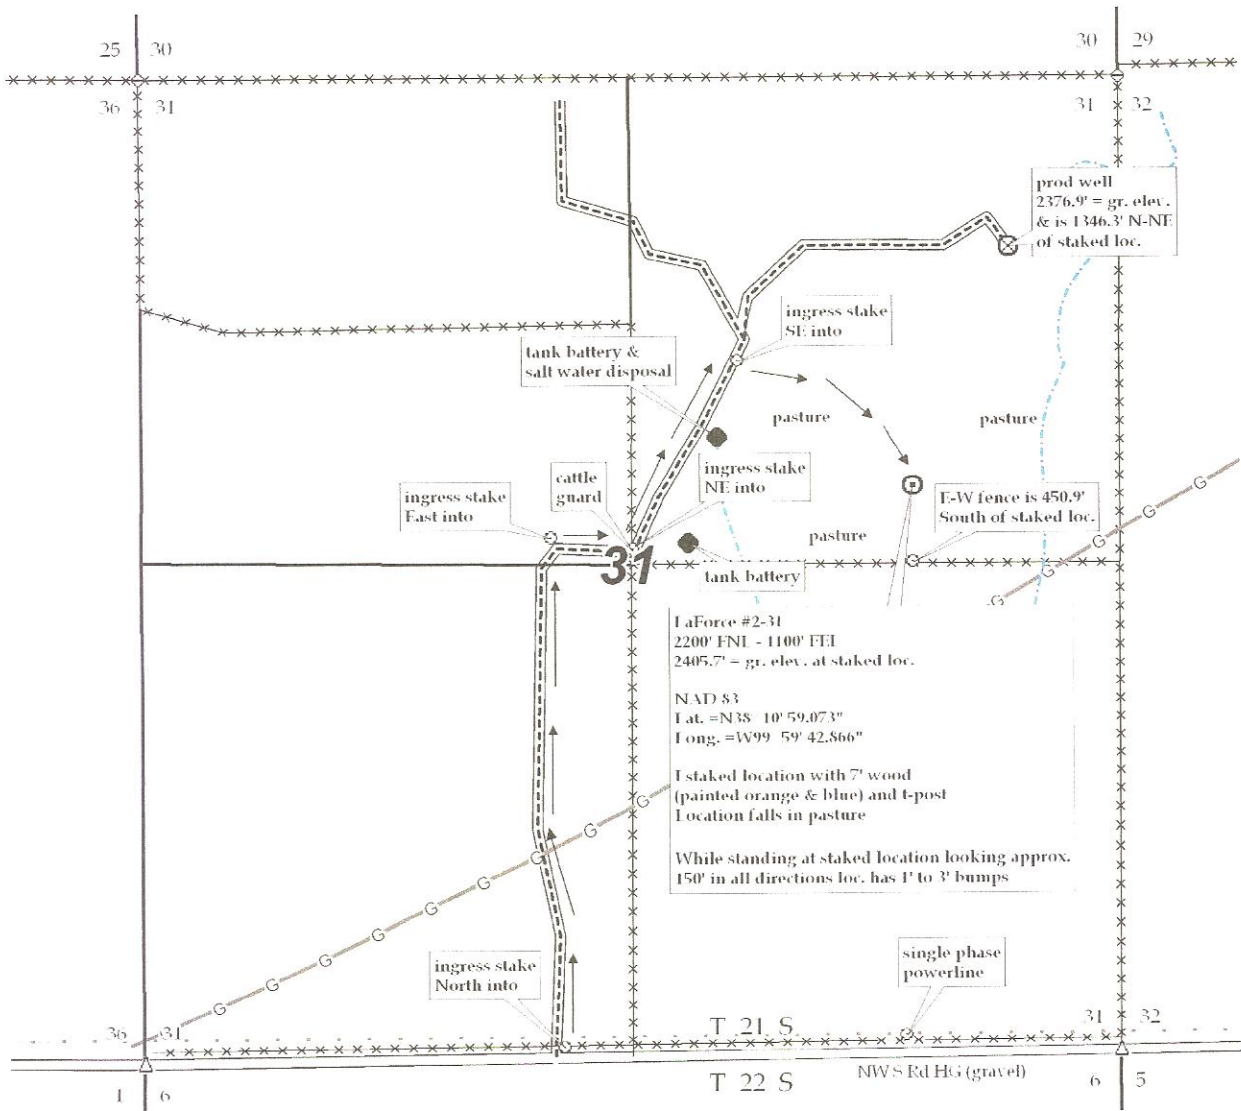 25 30
30 29
36 31
31 32
prod well
2376.9' = gr. elev.
& is 1346.3' N-NE
of staked loc.
ingress stake
SE into
tank battery &
salt water disposal
pasture
pasture
cattle
guard
ingress stake
NE into
ingress stake
East into
E-W fence is 450.9'
South of staked loc.
pasture
31
tank battery
G
G
G
G
G
LaForce #2-31
2200' FNL - 1100' FEL
2405.7' = gr. elev. at staked loc.
NAD 83
Lat. =N38 10' 59.073"
Long. =W99 59' 42.866"
I staked location with 7' wood
(painted orange & blue) and t-post
Location falls in pasture
While standing at staked location looking approx.
150' in all directions loc. has 1' to 3' bumps
G
G
G
G
G
G
G
G
G
ingress stake
North into
single phase
powerline
36 31
T 21 S
31 32
T 22 S
NW S Rd HG (gravel)
1 6
6 5